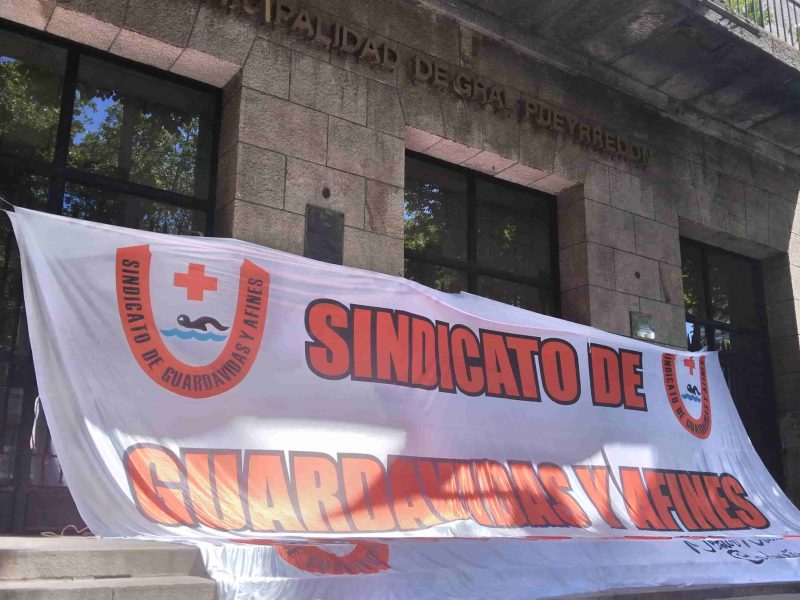 MUNICIPALIDAD DE GRAL PUEYRREDON
SINDICATO DE GUARDAVIDAS Y AFINES
SINDICATO DE
GUARDAVIDAS Y AFINES